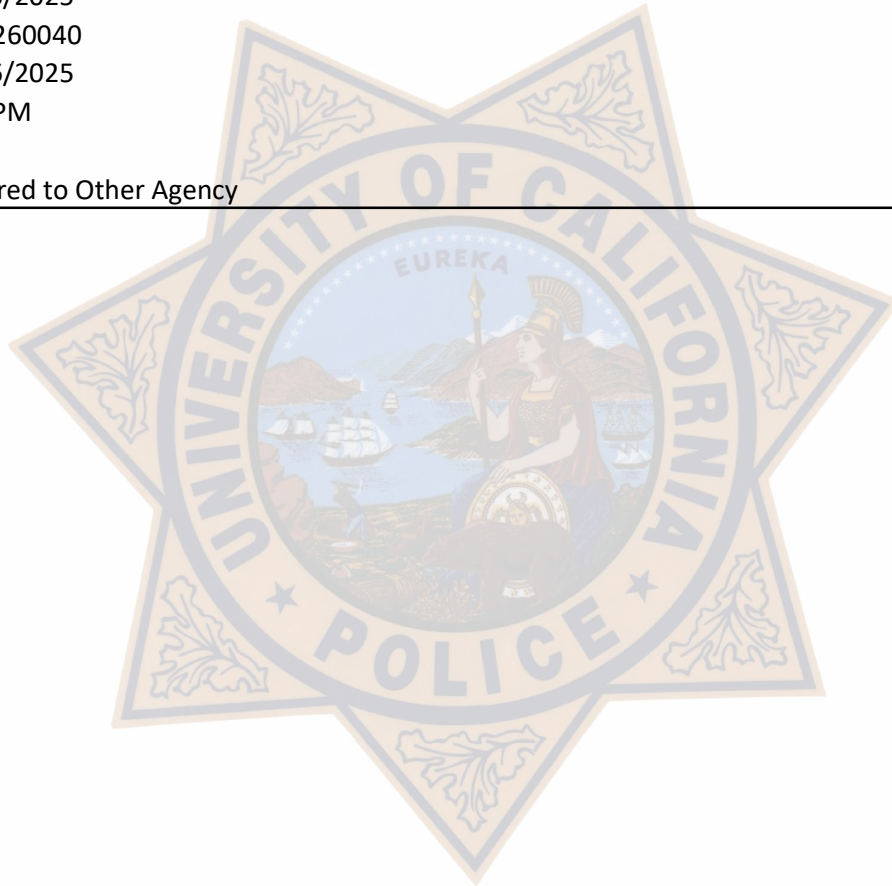 /2025
260040
/2025
PM
red to Other Agency
UNIVERSITY OF CALIFORNIA
EUREKA
POLICE